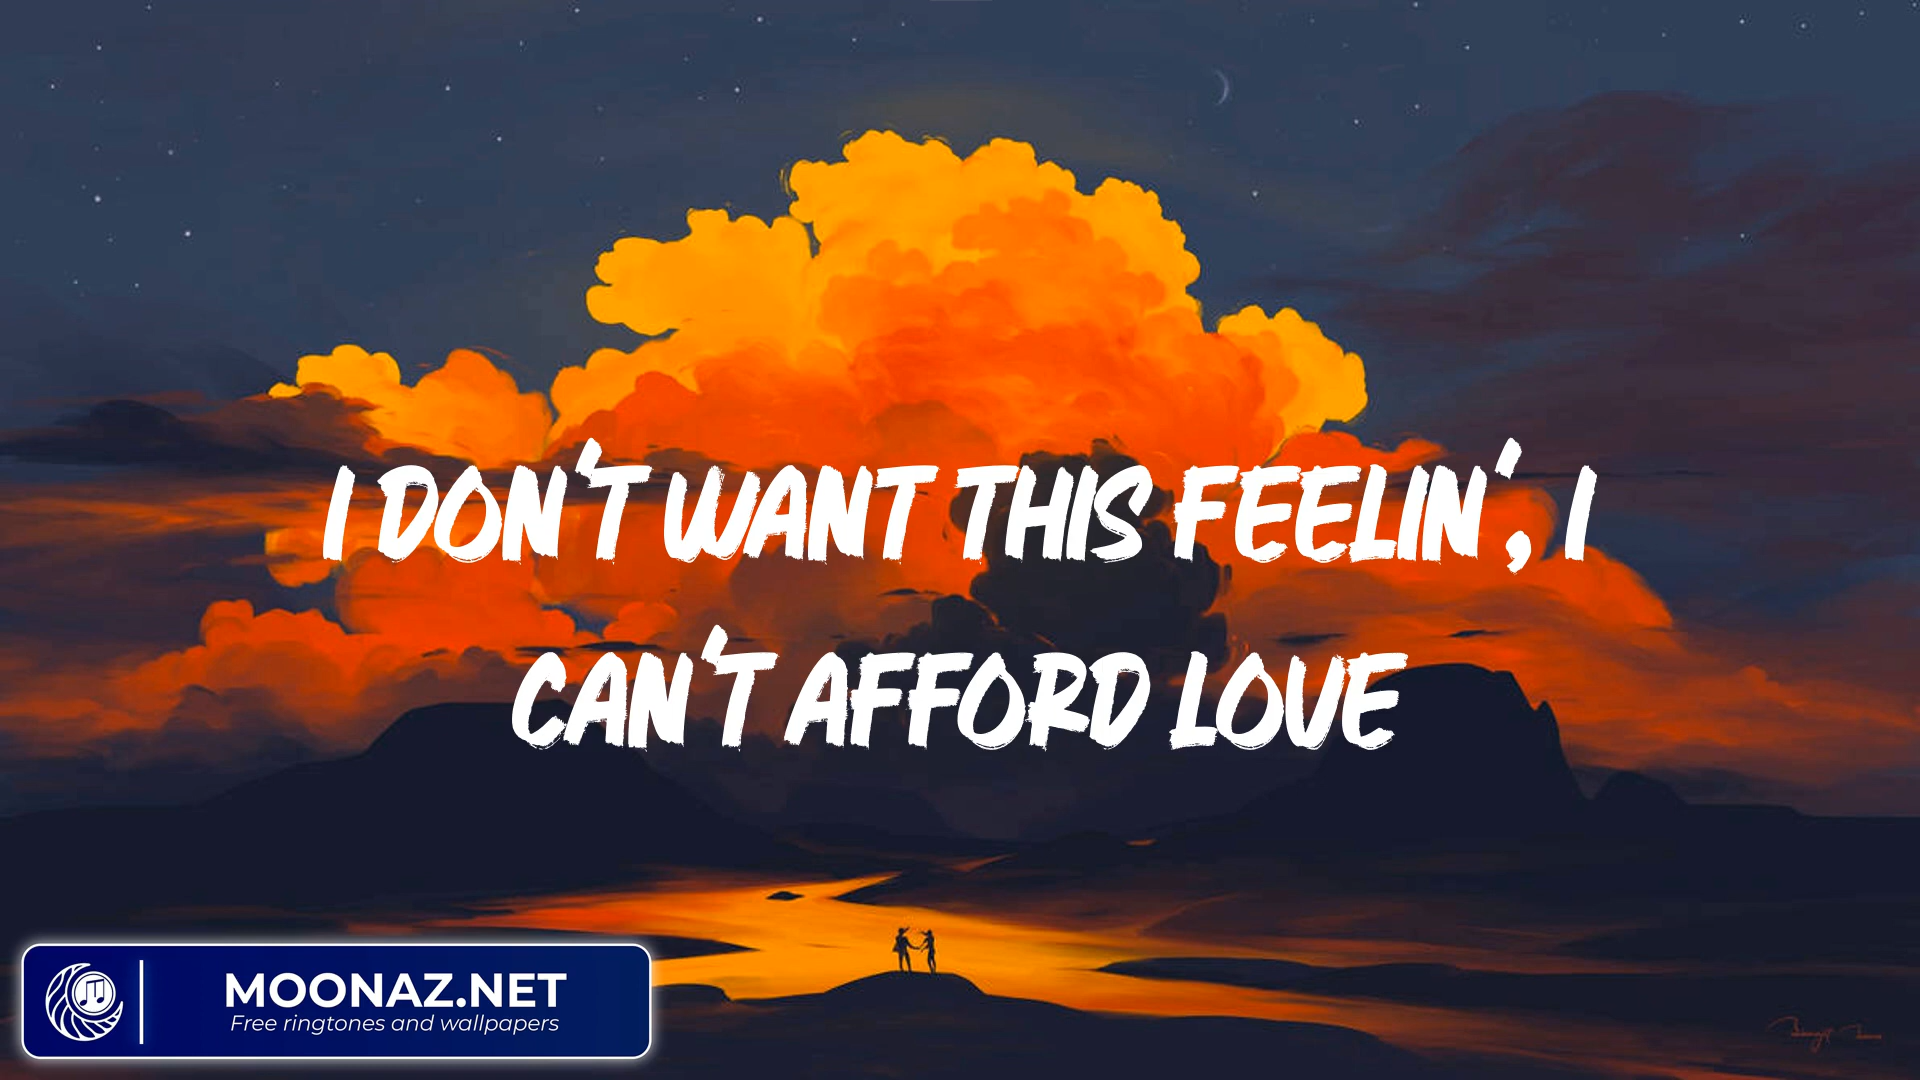 I DON'T WANT THIS FEELIN', I
CAN'T AFFORD LOVE
MOONAZ.NET
Free ringtones and wallpapers